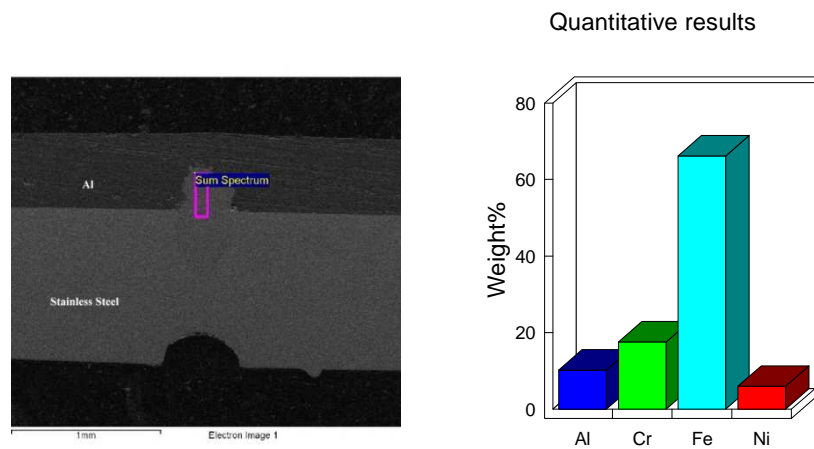 Quantitative results
Sum Spectrum
Al
Stainless Steel
1mm
Electron Image 1
Weight%
80
60
40
20
0
Al
Cr
Fe
Ni